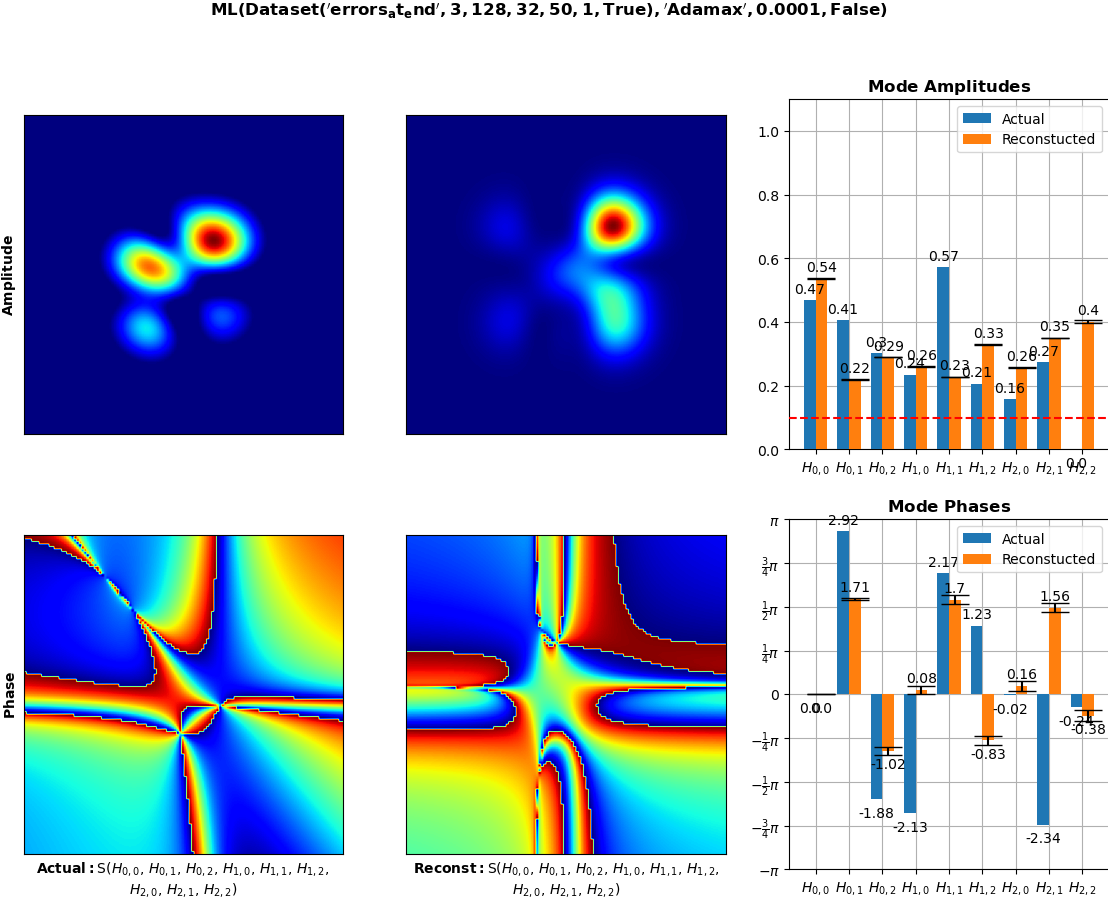 ML(Dataset('errors_at_end', 3, 128, 32, 50, 1, True), 'Adamax', 0.0001, False)
Amplitude
Mode Amplitudes
Actual
Reconstucted
1.0
0.8
0.6
0.4
0.2
0.0
0.47 0.41 0.3 0.24 0.57 0.21 0.16 0.27 0.0
0.54 0.22 0.29 0.26 0.23 0.33 0.26 0.35 0.4
H0,0 H0,1 H0,2 H1,0 H1,1 H1,2 H2,0 H2,1 H2,2
Phase
Actual: S(H0,0, H0,1, H0,2, H1,0, H1,1, H1,2,
H2,0, H2,1, H2,2)
Reconst: S(H0,0, H0,1, H0,2, H1,0, H1,1, H1,2,
H2,0, H2,1, H2,2)
Mode Phases
Actual
Reconstucted
π
3/4π
1/2π
1/4π
0
−1/4π
−1/2π
−3/4π
−π
0.0 2.92 -1.88 -2.13 2.17 1.23 -0.02 -2.34 -0.24
0.0 1.71 -1.02 0.08 1.7 -0.83 0.16 1.56 -0.38
H0,0 H0,1 H0,2 H1,0 H1,1 H1,2 H2,0 H2,1 H2,2